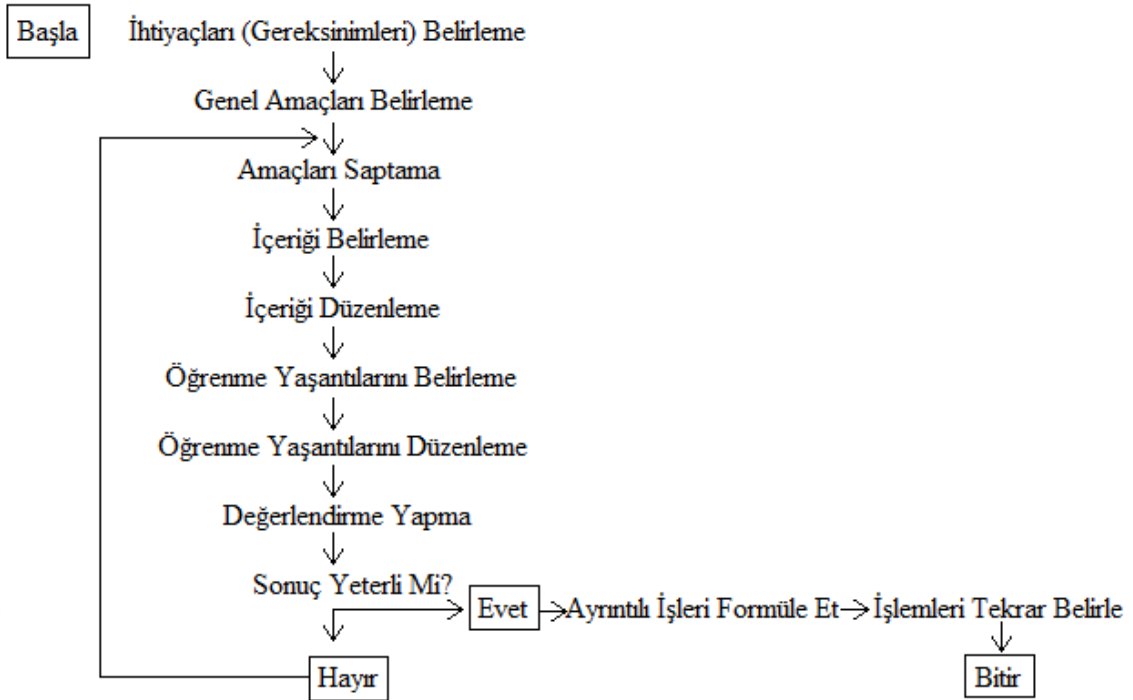 Başla
İhtiyaçları (Gereksinimleri) Belirleme
Genel Amaçları Belirleme
Amaçları Saptama
İçeriği Belirleme
İçeriği Düzenleme
Öğrenme Yaşantılarını Belirleme
Öğrenme Yaşantılarını Düzenleme
Değerlendirme Yapma
Sonuç Yeterli Mi?
Evet
Ayrıntılı İşleri Formüle Et
İşlemleri Tekrar Belirle
Hayır
Bitir